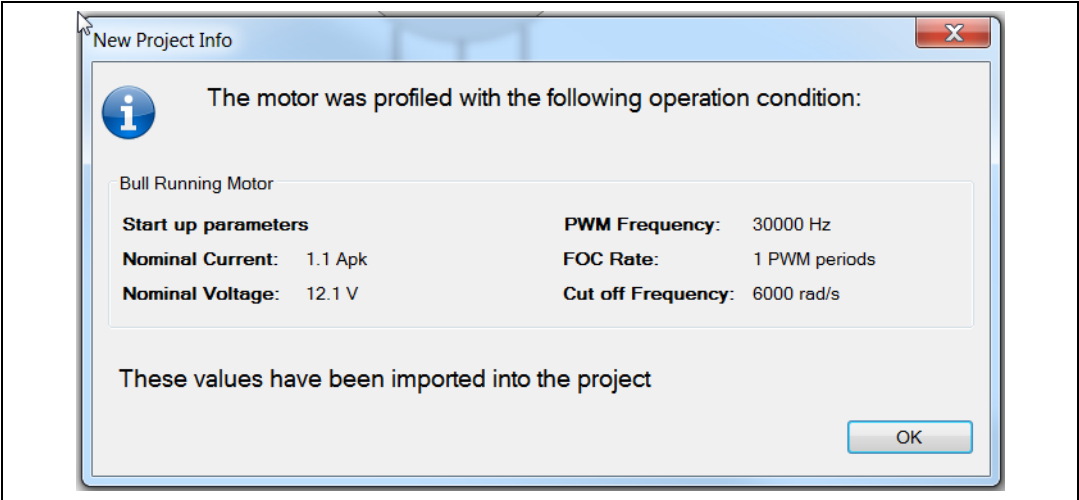 New Project Info
The motor was profiled with the following operation condition:
Bull Running Motor
Start up parameters
Nominal Current: 1.1 Apk
Nominal Voltage: 12.1 V
PWM Frequency: 30000 Hz
FOC Rate: 1 PWM periods
Cut off Frequency: 6000 rad/s
These values have been imported into the project
OK